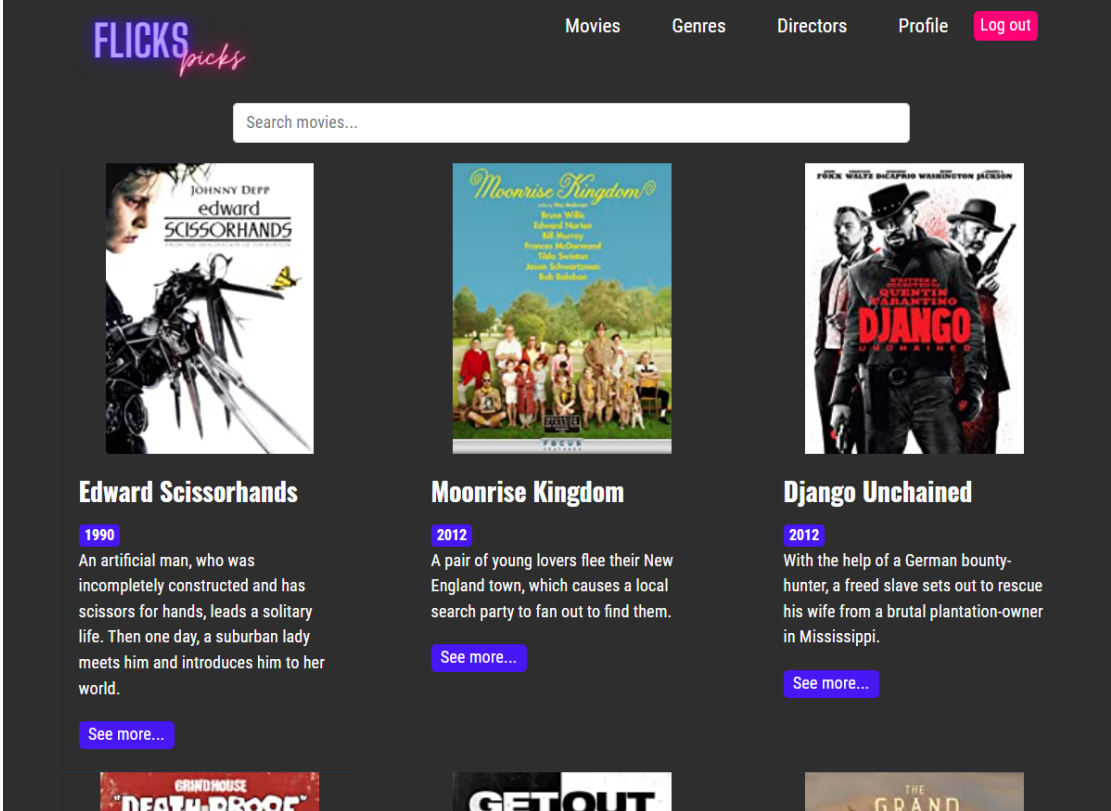 FLICKS
picks
Movies
Genres
Directors
Profile
Log out
Search movies...
JOHNNY DEPP
edward
SCISSORHANDS
Moonrise Kingdom
Bruce Willis
Edward Norton
Bill Murray
Frances McDormand
Tilda Swinton
Jason Schwartzman
Bob Balaban
FOCUS
FOXX WALTZ DICAPRIO WASHINGTON JACKSON
WRITTEN &
DIRECTED by
QUENTIN
TARANTINO
DJANGO
UNCHAINED
Edward Scissorhands
1990
An artificial man, who was
incompletely constructed and has
scissors for hands, leads a solitary
life. Then one day, a suburban lady
meets him and introduces him to her
world.
See more...
Moonrise Kingdom
2012
A pair of young lovers flee their New
England town, which causes a local
search party to fan out to find them.
See more...
Django Unchained
2012
With the help of a German bounty-
hunter, a freed slave sets out to rescue
his wife from a brutal plantation-owner
in Mississippi.
See more...
GRINDHOUSE
"DEATH-PROOF"
GET OUT
THE
GRAND